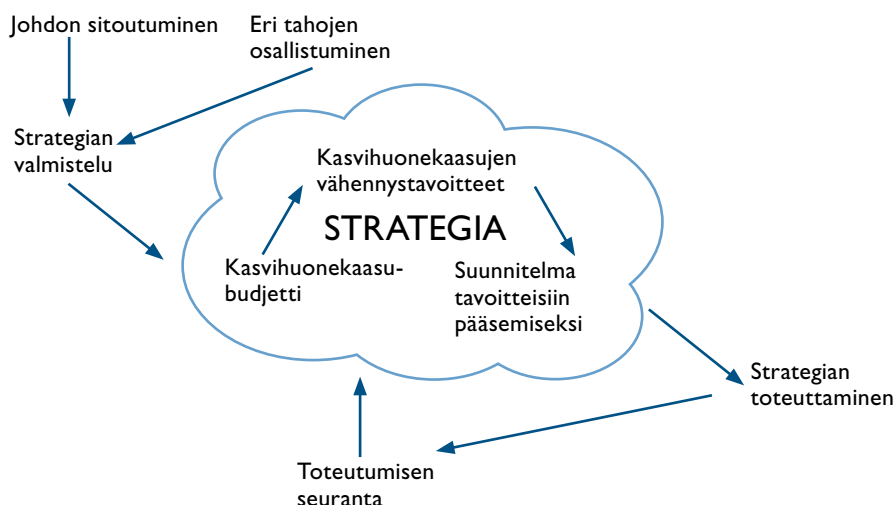 Johdon sitoutuminen
Eri tahojen
osallistuminen
Strategian
valmistelu
Kasvihuonekaasujen
vähennystavoitteet
STRATEGIA
Kasvihuonekaasu-
budjetti
Suunnitelma
tavoitteisiin
pääsemiseksi
Strategian
toteuttaminen
Toteutumisen
seuranta